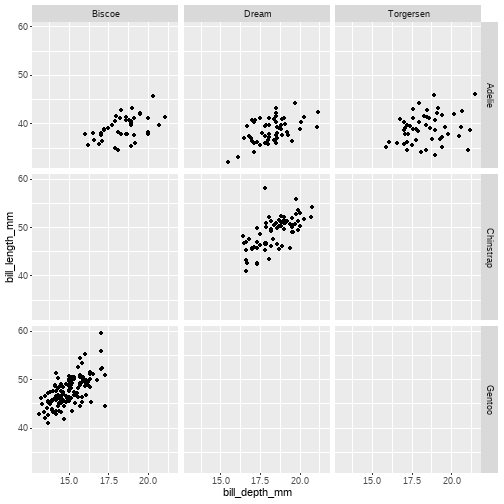 Biscoe Dream Torgersen
60
50
40
Adelie
60
50
40
Chinstrap
60
50
40
Gentoo
bill_length_mm
15.0 17.5 20.0 15.0 17.5 20.0 15.0 17.5 20.0
bill_depth_mm